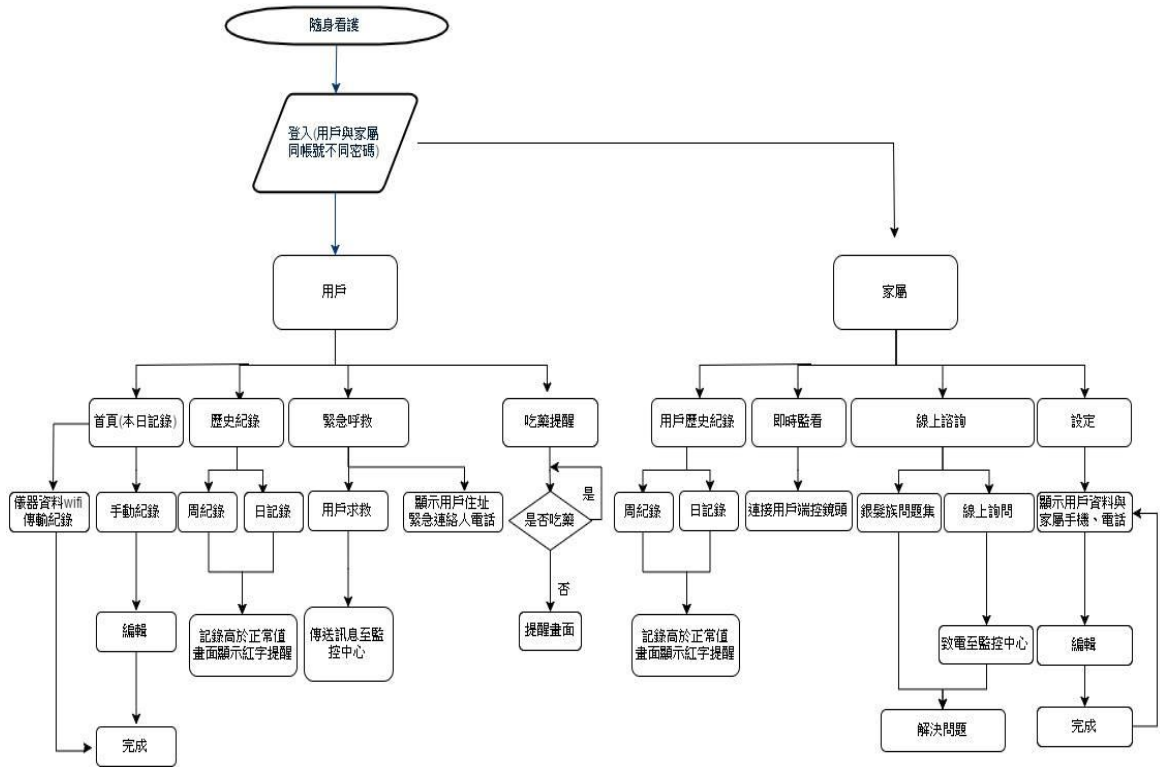 隨身看護
登入(用戶與家屬
同帳號不同密碼)
用戶
家屬
首頁(本日記錄)
歷史紀錄
緊急呼救
吃藥提醒
用戶歷史紀錄
即時監看
線上諮詢
設定
儀器資料wifi
傳輸紀錄
手動紀錄
周紀錄
日記錄
用戶求救
顯示用戶住址
緊急連絡人電話
是否吃藥
是
否
周紀錄
日記錄
連接用戶端控鏡頭
銀髮族問題集
線上詢問
顯示用戶資料與
家屬手機、電話
編輯
記錄高於正常值
畫面顯示紅字提醒
傳送訊息至監
控中心
提醒畫面
記錄高於正常值
畫面顯示紅字提醒
致電至監控中心
編輯
完成
解決問題
完成